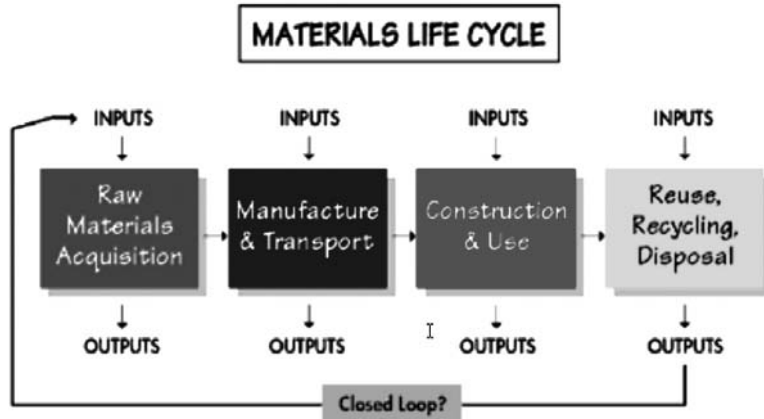 MATERIALS LIFE CYCLE
INPUTS
INPUTS
INPUTS
INPUTS
Raw
Materials
Acquisition
Manufacture
& Transport
Construction
& Use
Reuse,
Recycling,
Disposal
OUTPUTS
OUTPUTS
OUTPUTS
OUTPUTS
Closed Loop?